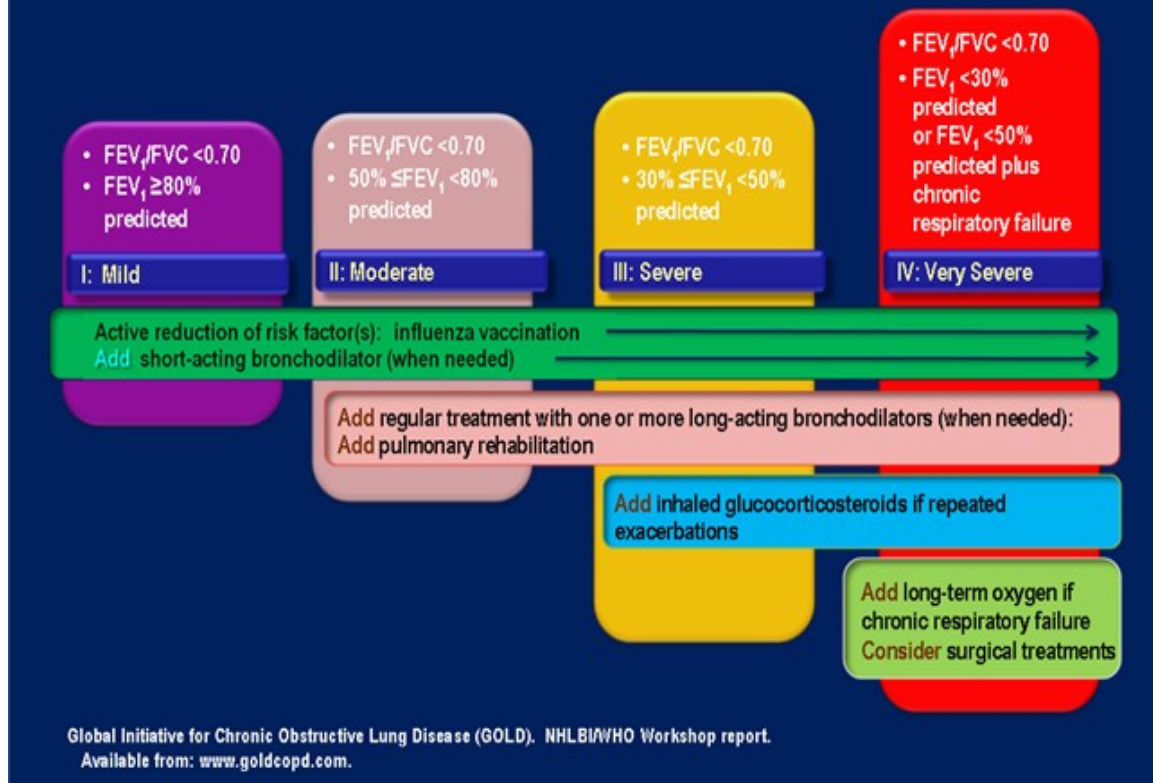 • FEV₁/FVC <0.70
• FEV₁ ≥80%
predicted
I: Mild
• FEV₁/FVC <0.70
• 50% ≤FEV₁ <80%
predicted
II: Moderate
• FEV₁/FVC <0.70
• 30% ≤FEV₁ <50%
predicted
III: Severe
• FEV₁/FVC <0.70
• FEV₁ <30%
predicted
or FEV₁ <50%
predicted plus
chronic
respiratory failure
IV: Very Severe
Active reduction of risk factor(s): influenza vaccination
Add short-acting bronchodilator (when needed)
Add regular treatment with one or more long-acting bronchodilators (when needed):
Add pulmonary rehabilitation
Add inhaled glucocorticosteroids if repeated
exacerbations
Add long-term oxygen if
chronic respiratory failure
Consider surgical treatments
Global Initiative for Chronic Obstructive Lung Disease (GOLD). NHLBI/WHO Workshop report.
Available from: www.goldcopd.com.